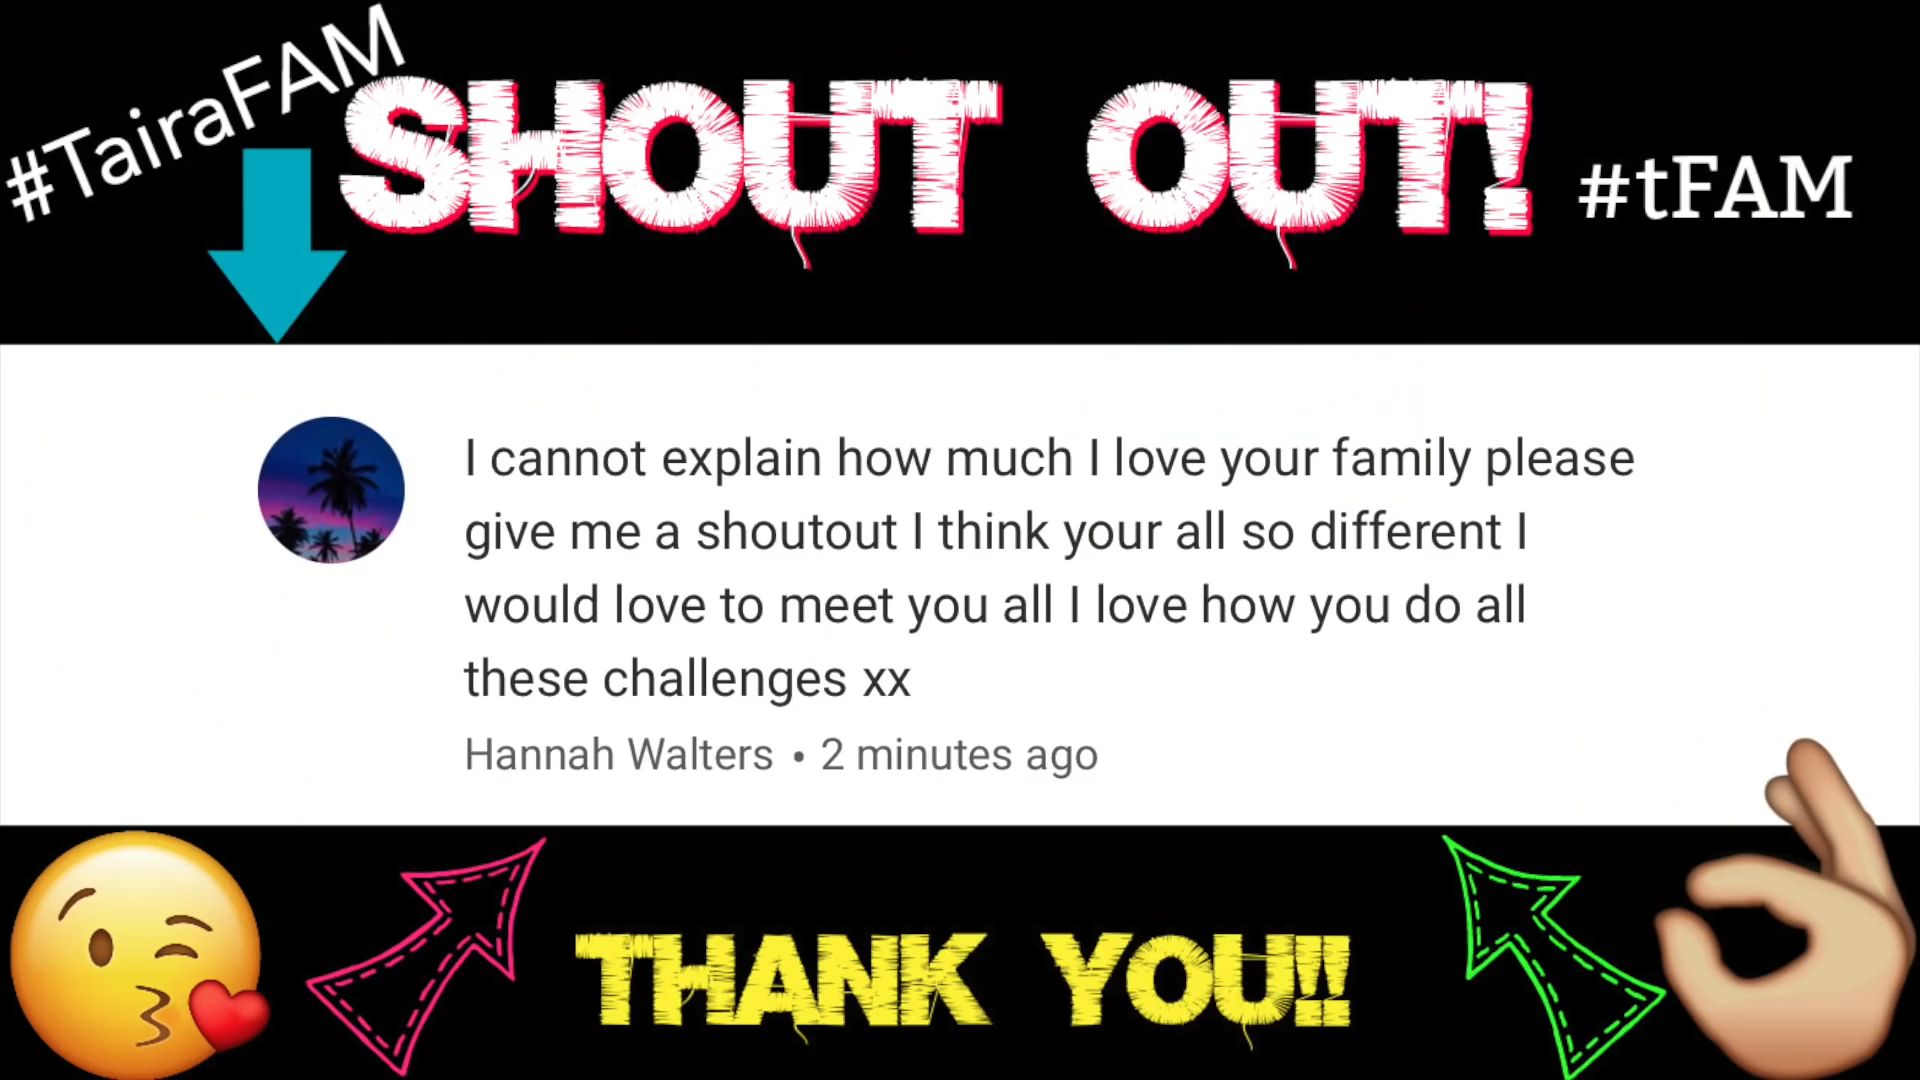 #TairaFAM
SHOUT OUT!
#tFAM
I cannot explain how much I love your family please
give me a shoutout I think your all so different I
would love to meet you all I love how you do all
these challenges xx
Hannah Walters • 2 minutes ago
THANK YOU!!